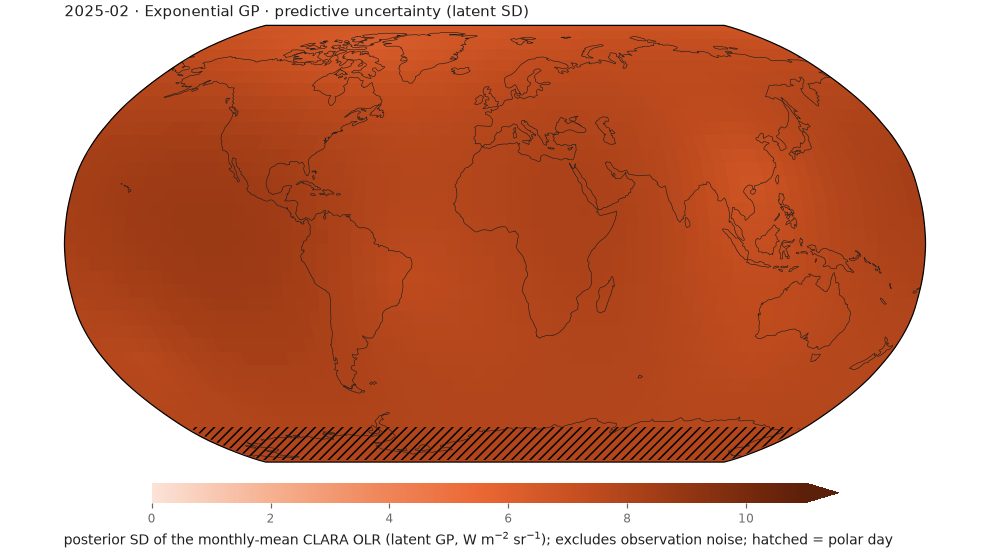 2025-02 · Exponential GP · predictive uncertainty (latent SD)
0 2 4 6 8 10
posterior SD of the monthly-mean CLARA OLR (latent GP, W m⁻² sr⁻¹); excludes observation noise; hatched = polar day